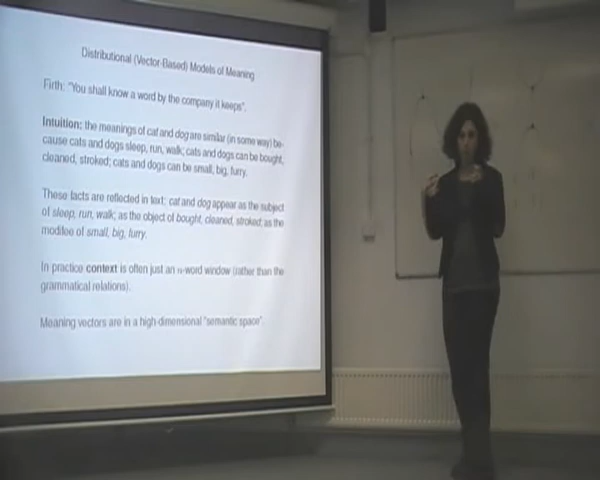 Distributional (Vector-Based) Models of Meaning
Firth: "You shall know a word by the company it keeps".
Intuition: the meanings of cat and dog are similar (in some way) be-
cause cats and dogs sleep, run, walk; cats and dogs can be bought,
cleaned, stroked; cats and dogs can be small, big, furry.
These facts are reflected in text: cat and dog appear as the subject
of sleep, run, walk; as the object of bought, cleaned, stroked; as the
modifee of small, big, furry.
In practice context is often just an n-word window (rather than the
grammatical relations).
Meaning vectors are in a high-dimensional "semantic space"